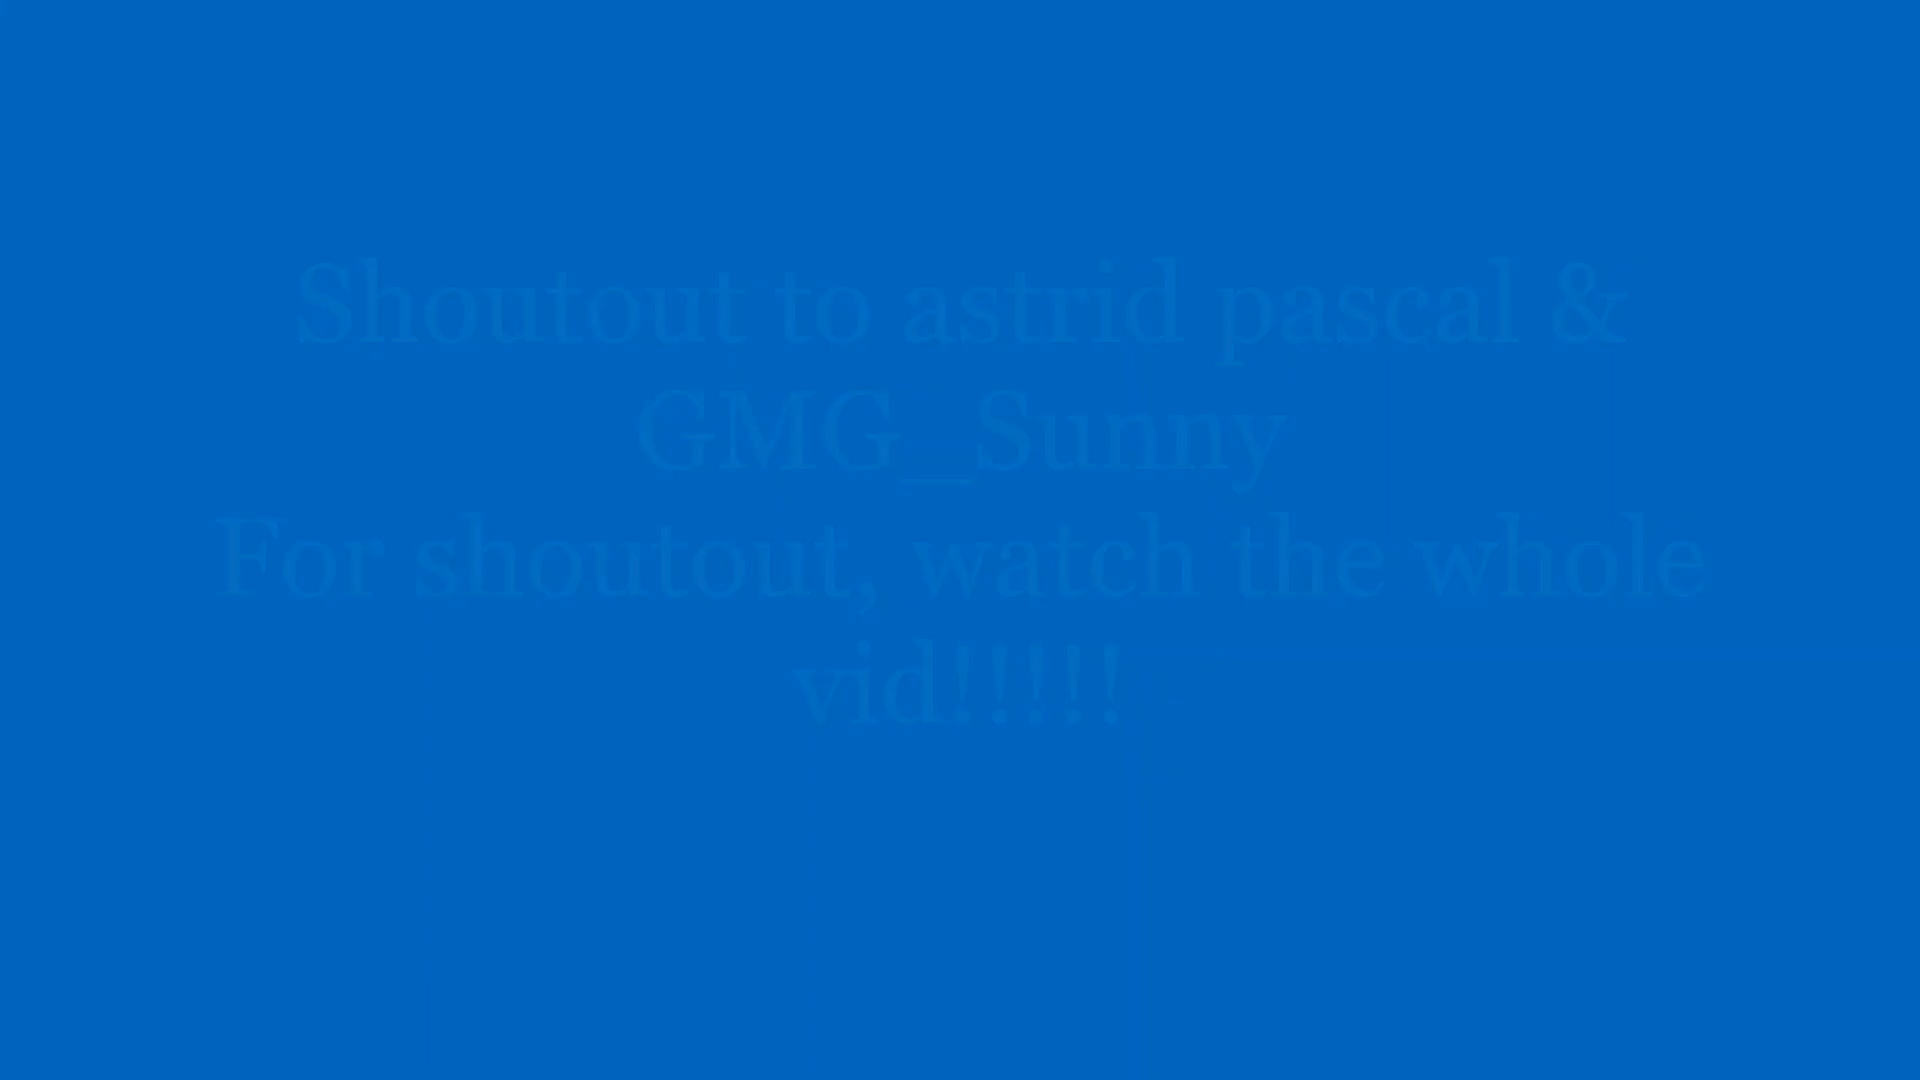 Shoutout to astrid pascal &
GMG_Sunny
For shoutout, watch the whole
vid!!!!!